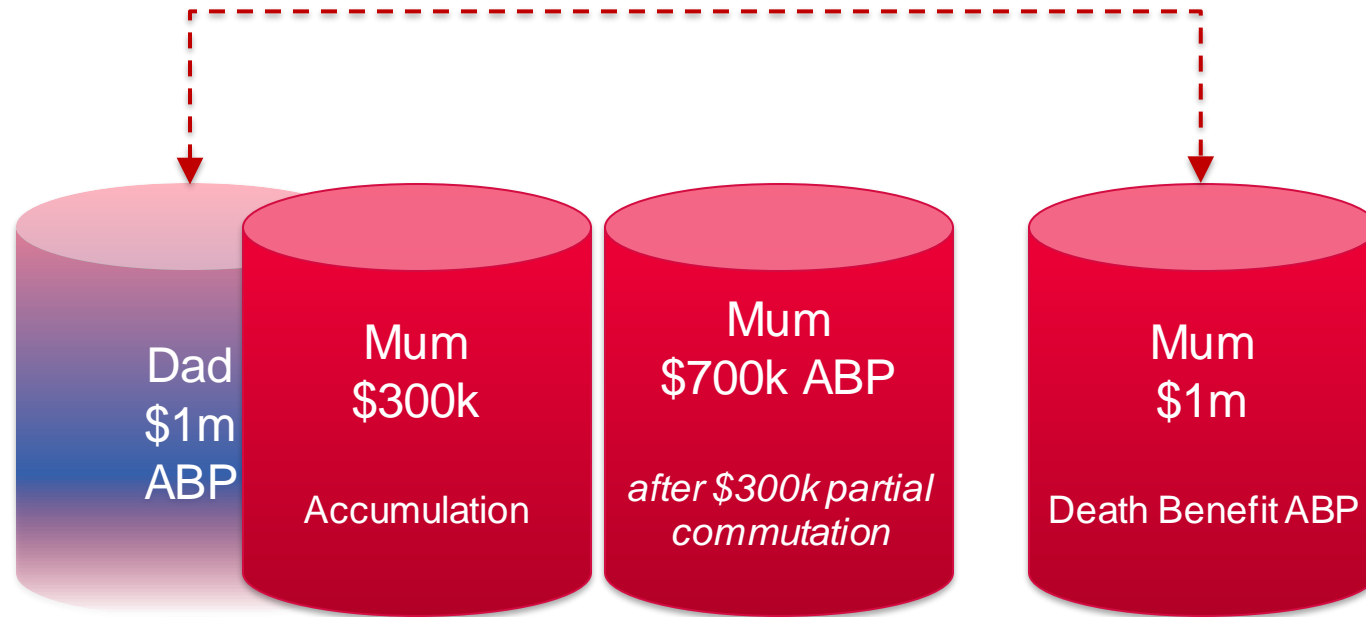 Dad
$1m
ABP
Mum
$300k
Accumulation
Mum
$700k ABP
after $300k partial
commutation
Mum
$1m
Death Benefit ABP